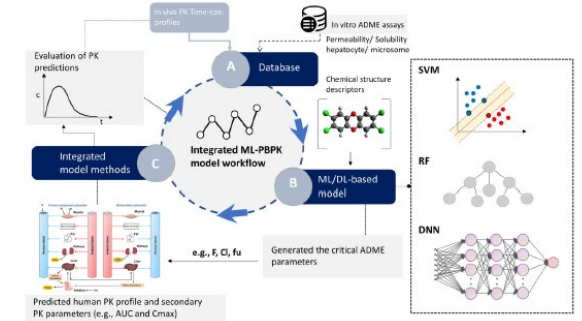 in vivo PK Time-con.
profiles
In vitro ADME assays
Permeability/ Solubility
hepatocyte/ microsome
Evaluation of PK
predictions
c
t
A
Database
Chemical structure
descriptors
Integrated ML-PBPK
model workflow
Integrated
model methods
C
B
ML/DL-based
model
SVM
RF
DNN
e.g., F, Cl, fu
Generated the critical ADME
parameters
Predicted human PK profile and secondary
PK parameters (e.g., AUC and Cmax)